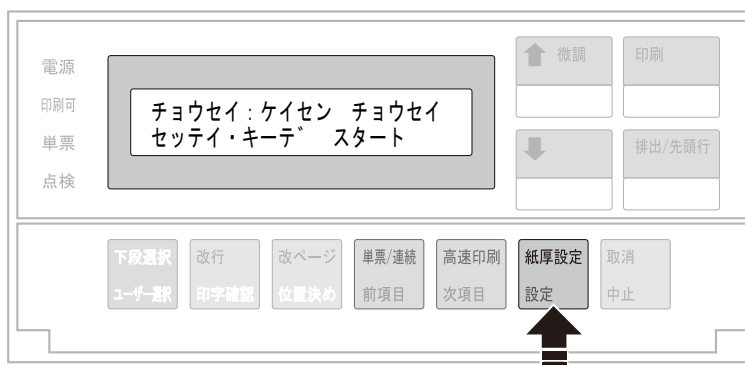 電源
印刷可
単票
点検
チョウセイ:ケイセン チョウセイ
セッテイ・キーデ゛ スタート
微調
印刷
排出/先頭行
下段選択
ユーザー選択
改行
印字確認
改ページ
位置決め
単票/連続
前項目
高速印刷
次項目
紙厚設定
設定
取消
中止